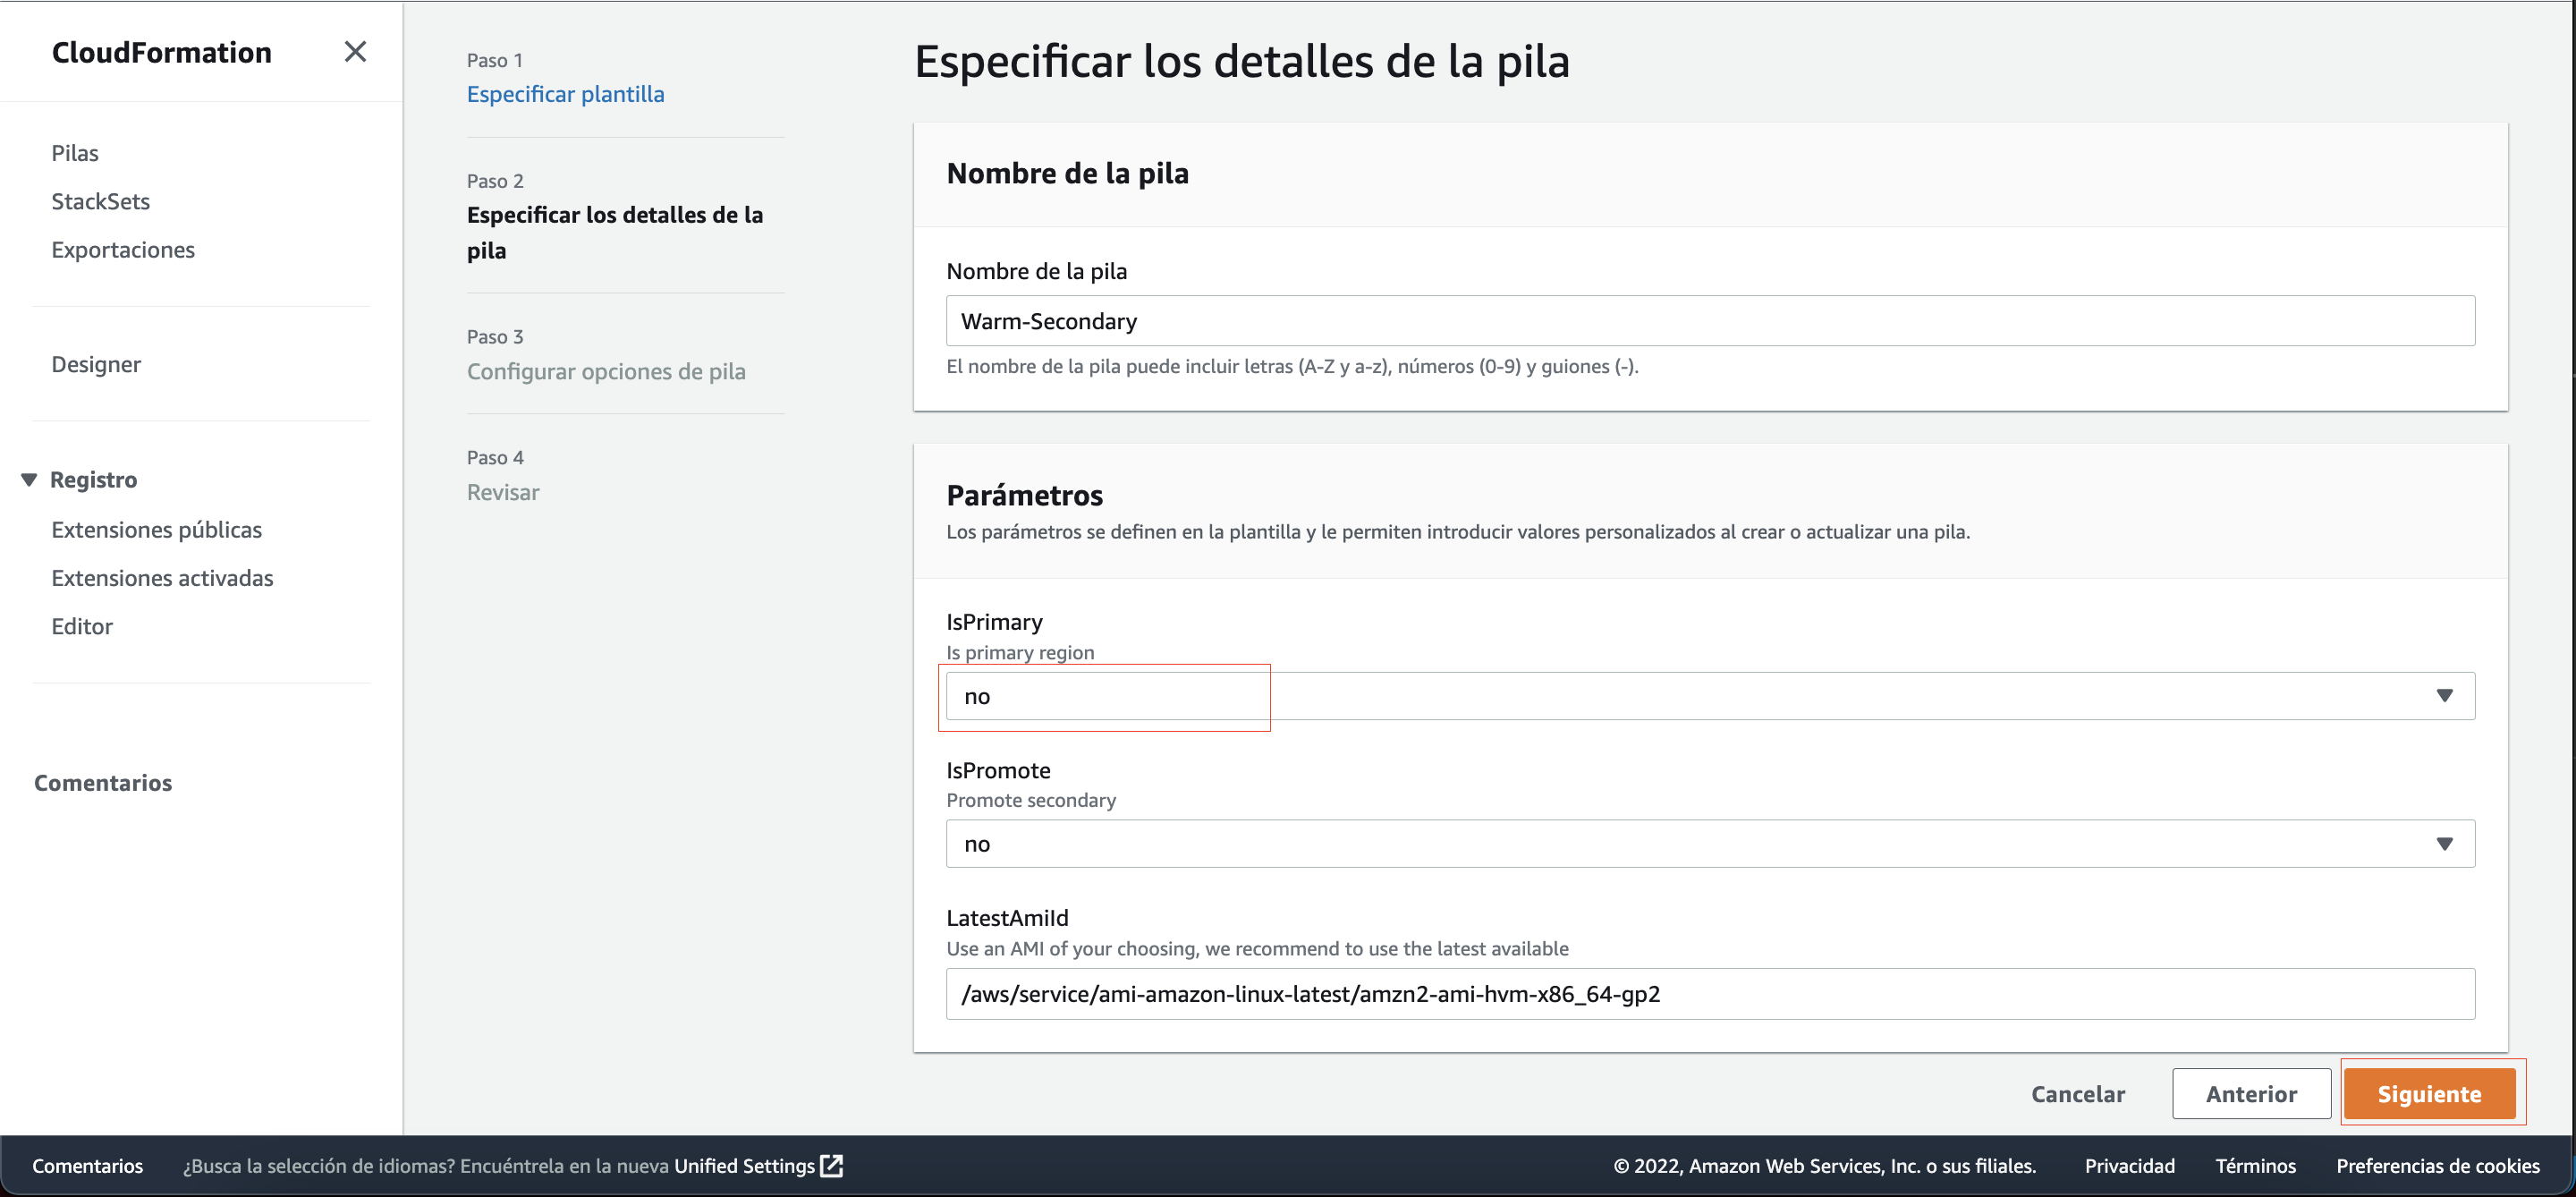 CloudFormation
Pilas
StackSets
Exportaciones
Designer
Registro
Extensiones públicas
Extensiones activadas
Editor
Comentarios
Paso 1
Especificar plantilla
Paso 2
Especificar los detalles de la
pila
Paso 3
Configurar opciones de pila
Paso 4
Revisar
Especificar los detalles de la pila
Nombre de la pila
Nombre de la pila
Warm-Secondary
El nombre de la pila puede incluir letras (A-Z y a-z), números (0-9) y guiones (-).
Parámetros
Los parámetros se definen en la plantilla y le permiten introducir valores personalizados al crear o actualizar una pila.
IsPrimary
Is primary region
no
IsPromote
Promote secondary
no
LatestAmiId
Use an AMI of your choosing, we recommend to use the latest available
/aws/service/ami-amazon-linux-latest/amzn2-ami-hvm-x86_64-gp2
Cancelar
Anterior
Siguiente
Comentarios
¿Busca la selección de idiomas? Encuéntrela en la nueva Unified Settings
© 2022, Amazon Web Services, Inc. o sus filiales.
Privacidad
Términos
Preferencias de cookies